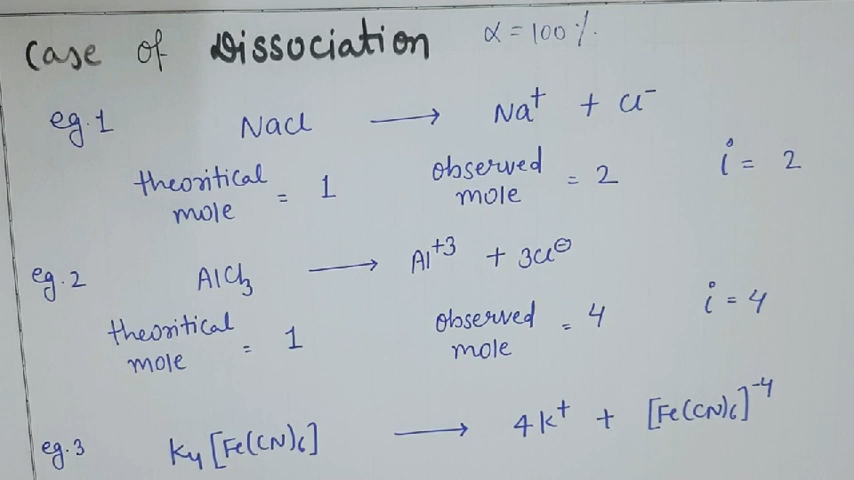 Case of Dissociation α = 100%.
eg.1 NaCl → Na⁺ + Cl⁻
theoritical mole = 1 observed mole = 2 i = 2
eg.2 AlCl₃ → Al⁺³ + 3Cl⊖
theoritical mole = 1 observed mole = 4 i = 4
eg.3 K₄[Fe(CN)₆] → 4K⁺ + [Fe(CN)₆]⁻⁴